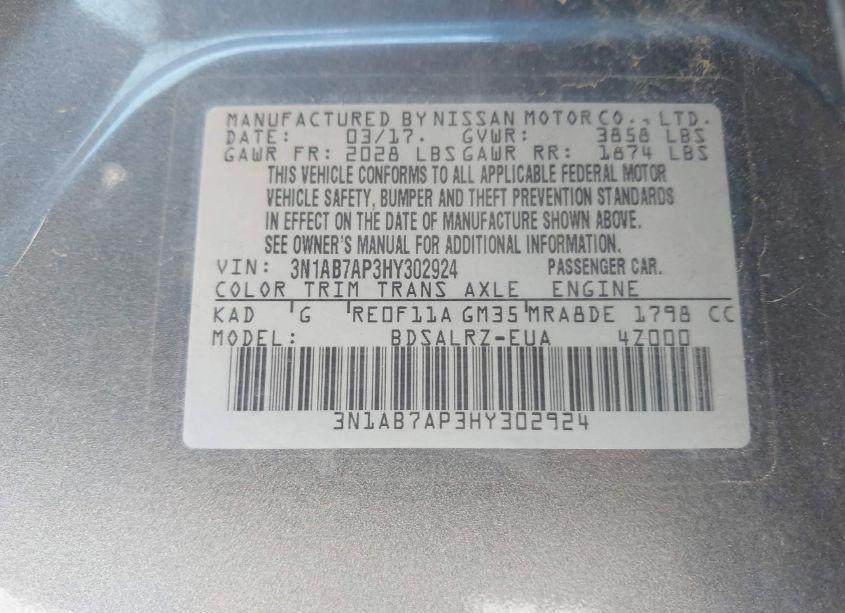 MANUFACTURED BY NISSAN MOTOR CO., LTD.
DATE: 03/17. GVWR: 3858 LBS
GAWR FR: 2028 LBS GAWR RR: 1874 LBS
THIS VEHICLE CONFORMS TO ALL APPLICABLE FEDERAL MOTOR
VEHICLE SAFETY, BUMPER AND THEFT PREVENTION STANDARDS
IN EFFECT ON THE DATE OF MANUFACTURE SHOWN ABOVE.
SEE OWNER'S MANUAL FOR ADDITIONAL INFORMATION.
VIN: 3N1AB7AP3HY302924 PASSENGER CAR.
COLOR TRIM TRANS AXLE ENGINE
KAD G RE0F11A GM35 MRA8DE 1798 CC
MODEL: BDSALRZ-EUA 4Z000
3N1AB7AP3HY302924